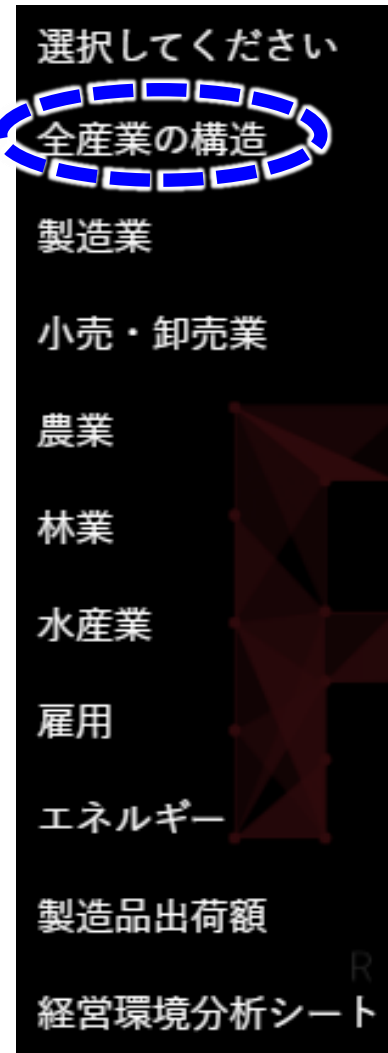 選択してください
全産業の構造
製造業
小売・卸売業
農業
林業
水産業
雇用
エネルギー
製造品出荷額
R
経営環境分析シート